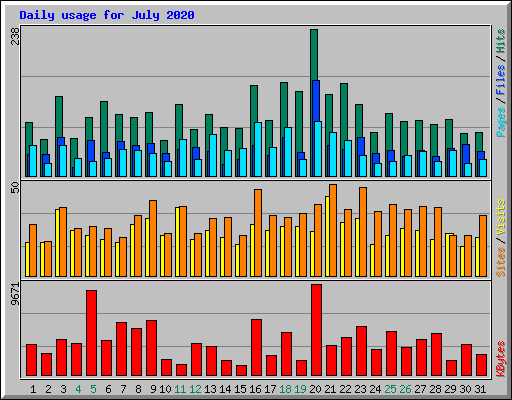 Daily usage for July 2020
238
Pages / Files / Hits
50
Sites / Visits
9671
KBytes
1 2 3 4 5 6 7 8 9 10 11 12 13 14 15 16 17 18 19 20 21 22 23 24 25 26 27 28 29 30 31